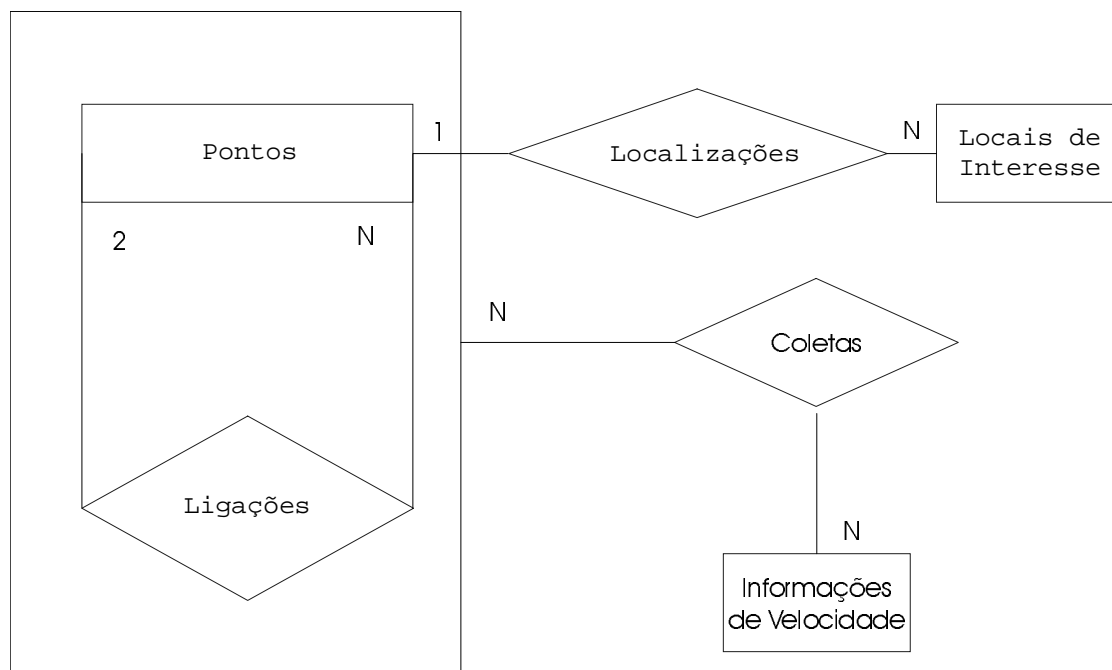 Pontos
1
Localizações
N
Locais de
Interesse
2
N
N
Coletas
Ligações
N
Informações
de Velocidade